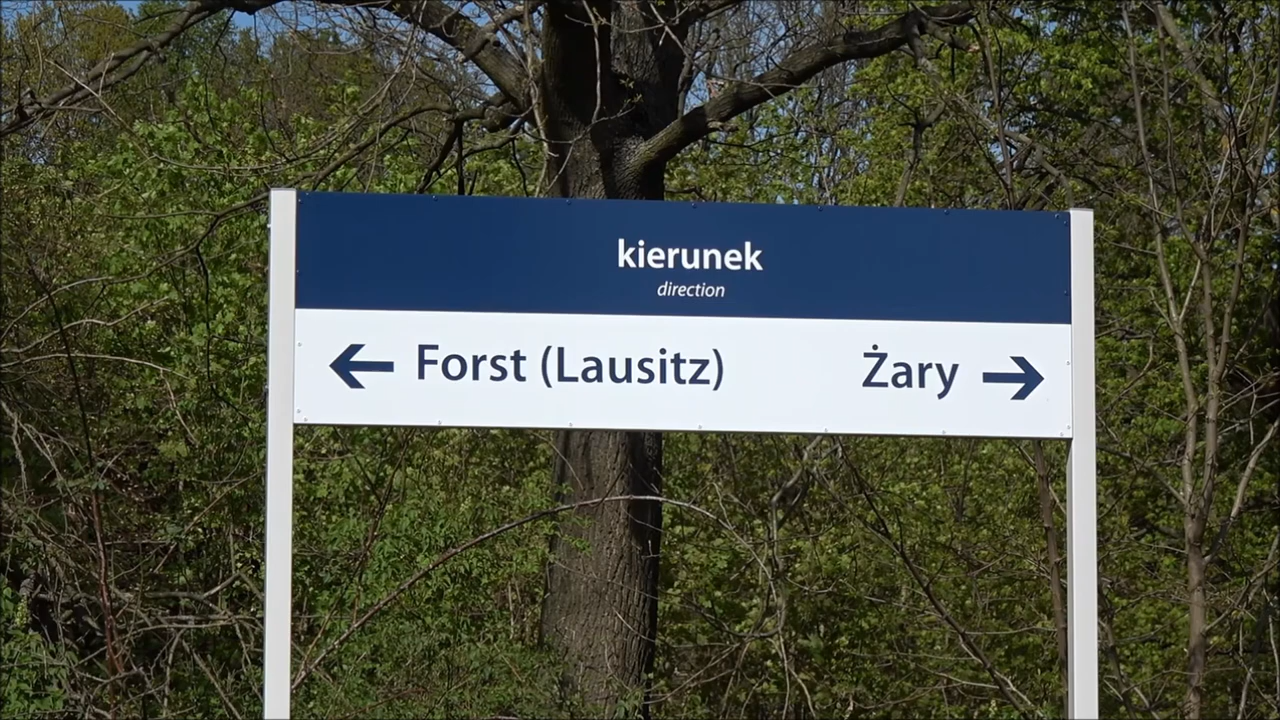 kierunek
direction
← Forst (Lausitz) Żary →